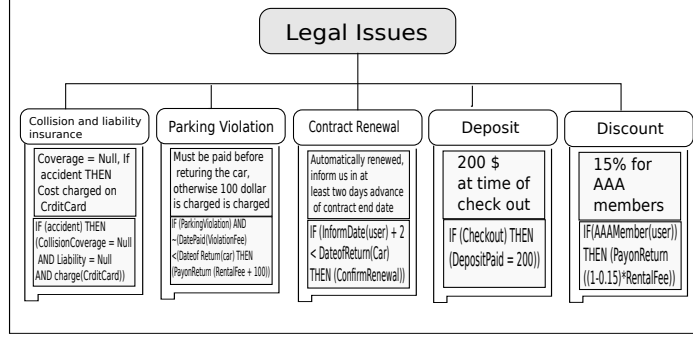 Legal Issues
Collision and liability
insurance
Coverage = Null, If
accident THEN
Cost charged on
CrditCard
IF (accident) THEN
(CollisionCoverage = Null
AND Liability = Null
AND charge(CrditCard))
Parking Violation
Must be paid before
returing the car,
otherwise 100 dollar
is charged is charged
IF (ParkingViolation) AND
~(DatePaid(ViolationFee)
<(Dateof Return(car) THEN
(PayonReturn (RentalFee + 100))
Contract Renewal
Automatically renewed,
inform us in at
least two days advance
of contract end date
IF (InformDate(user) + 2
< DateofReturn(Car)
THEN (ConfirmRenewal))
Deposit
200 $
at time of
check out
IF (Checkout) THEN
(DepositPaid = 200))
Discount
15% for
AAA
members
IF(AAAMember(user))
THEN (PayonReturn
((1-0.15)*RentalFee))